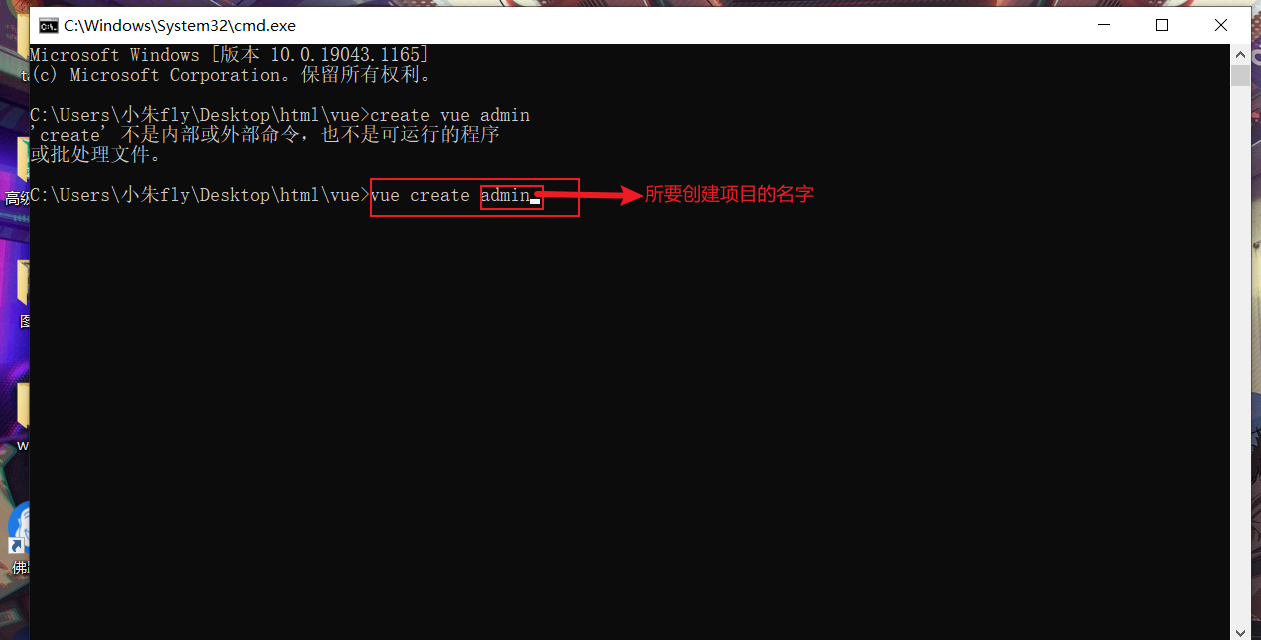 C:\Windows\System32\cmd.exe
Microsoft Windows [版本 10.0.19043.1165]
(c) Microsoft Corporation。保留所有权利。
C:\Users\小朱fly\Desktop\html\vue>create vue admin
'create' 不是内部或外部命令，也不是可运行的程序
或批处理文件。
C:\Users\小朱fly\Desktop\html\vue>vue create admin
所要创建项目的名字
高级
图
w
佛